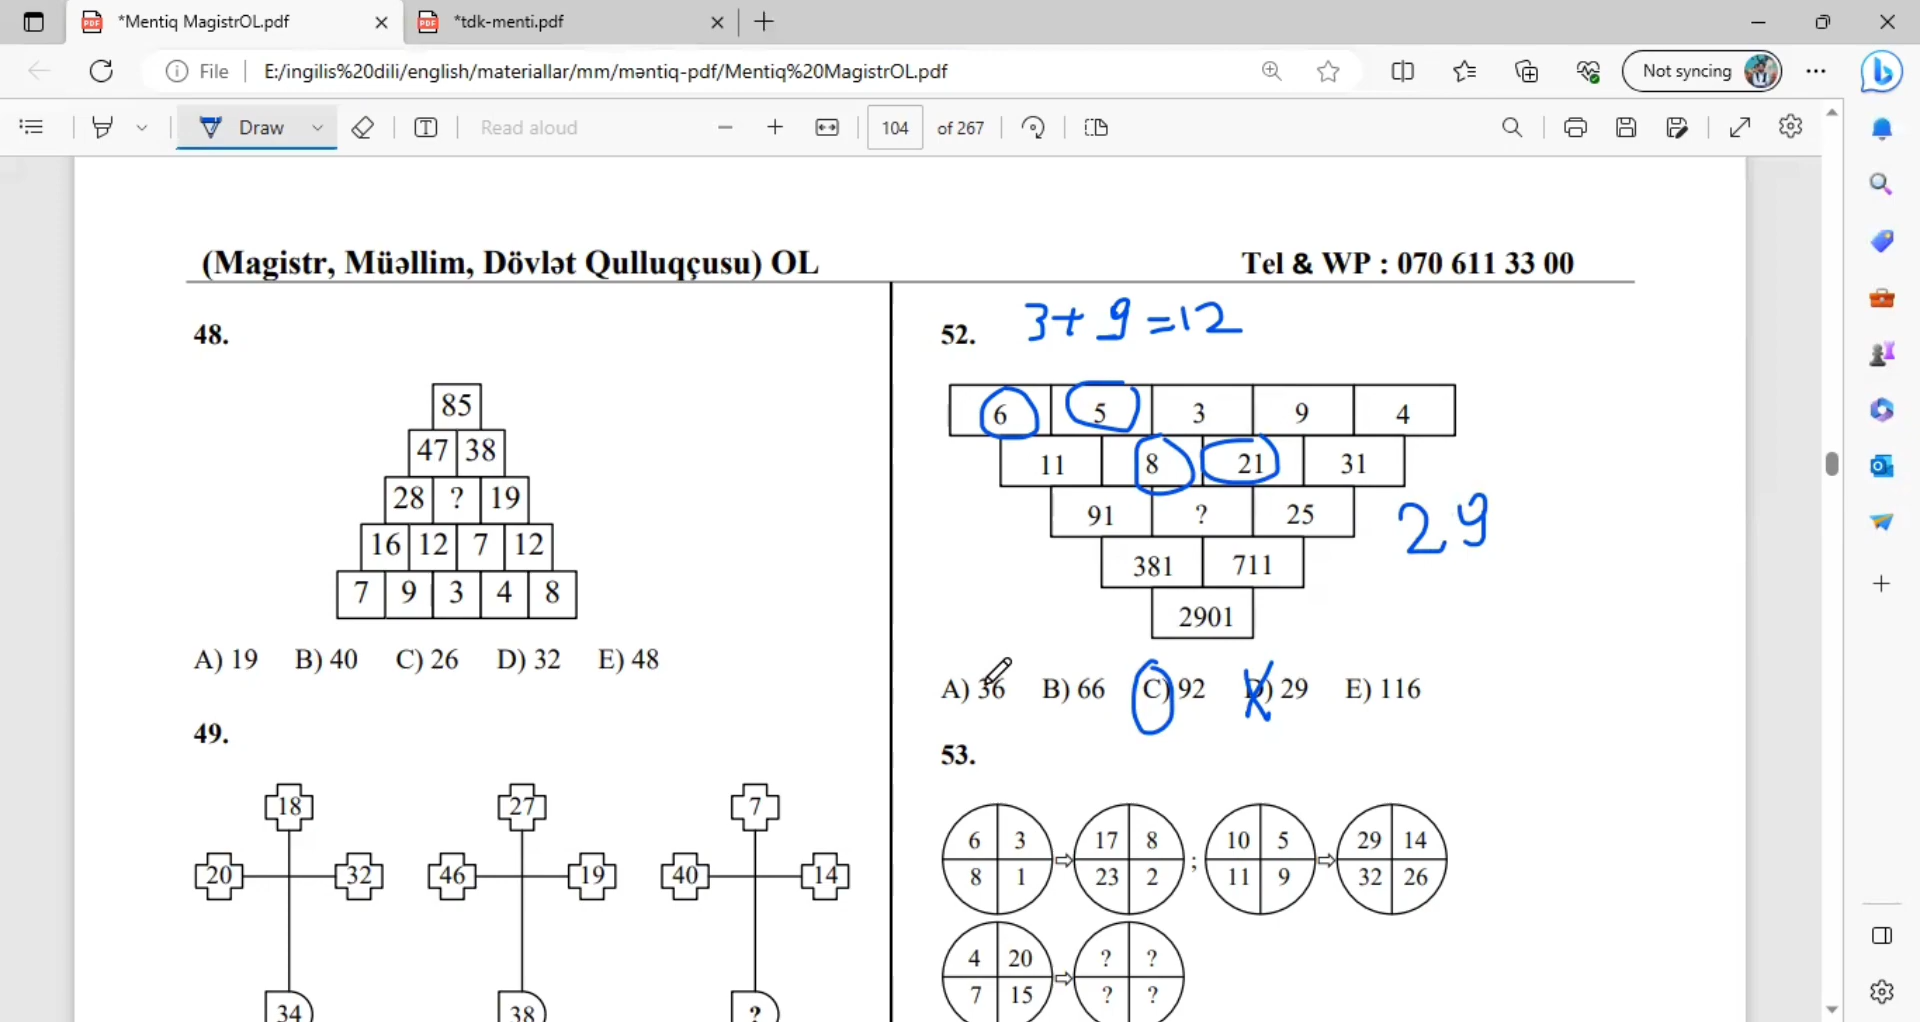 *Mentiq MagistrOL.pdf
*tdk-menti.pdf
File
E:/ingilis%20dili/english/materiallar/mm/məntiq-pdf/Mentiq%20MagistrOL.pdf
Not syncing
Draw
Read aloud
104 of 267
(Magistr, Müəllim, Dövlət Qulluqçusu) OL
Tel & WP : 070 611 33 00
48.
85
47 38
28 ? 19
16 12 7 12
7 9 3 4 8
A) 19 B) 40 C) 26 D) 32 E) 48
49.
18 27 7
20 32 46 19 40 14
34 38 ?
52.
3+ 9 =12
6 5 3 9 4
11 8 21 31
91 ? 25
29
381 711
2901
A) 36 B) 66 C) 92 D) 29 E) 116
53.
6 3 17 8 ; 10 5 29 14
8 1 23 2 11 9 32 26
4 20 ? ?
7 15 ? ?